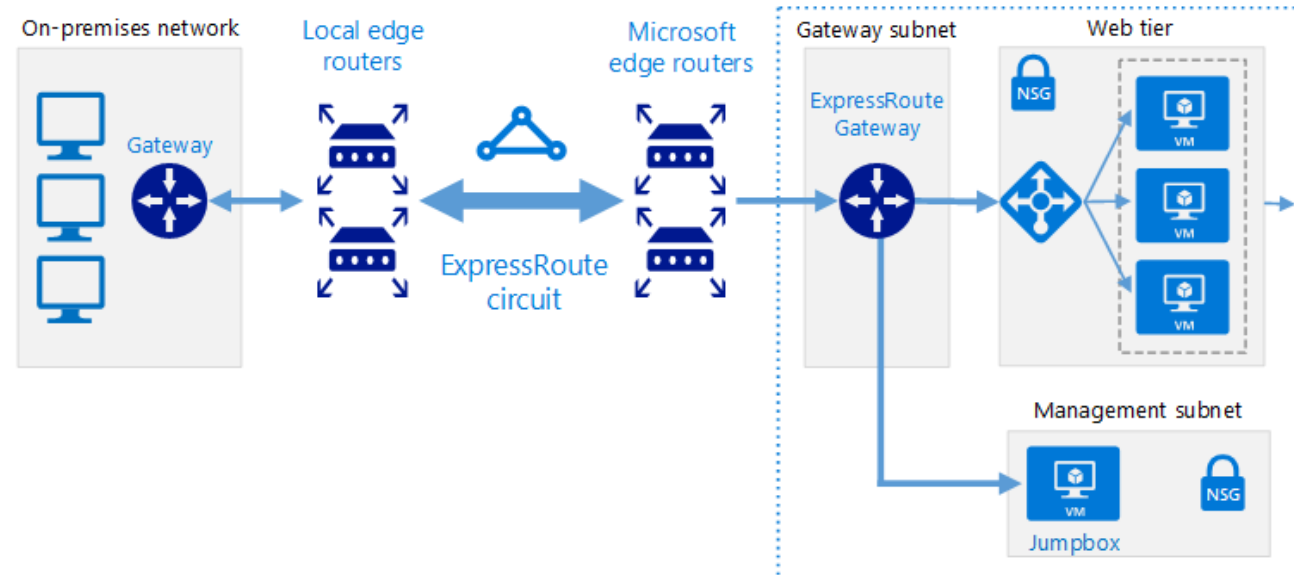 On-premises network
Gateway
Local edge
routers
ExpressRoute
circuit
Microsoft
edge routers
Gateway subnet
ExpressRoute
Gateway
Web tier
NSG
VM
VM
VM
Management subnet
VM
Jumpbox
NSG